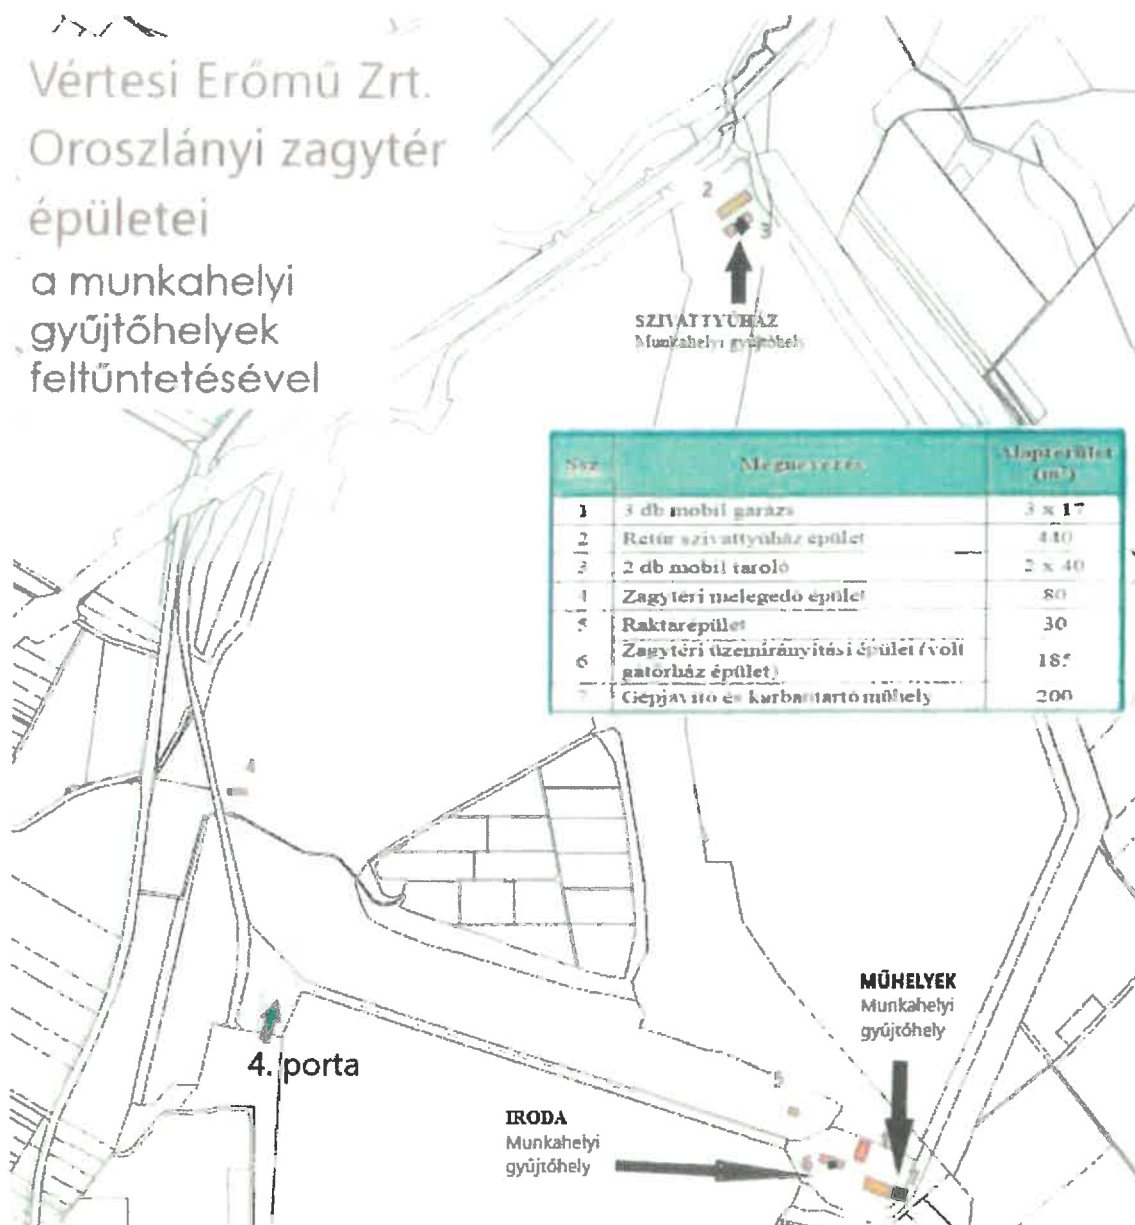 Vértesi Erőmű Zrt.
Oroszlányi zagytér
épületei
a munkahelyi
gyűjtőhelyek
feltűntetésével
2
3
SZIVATTYÚHÁZ
Munkahelyi gyűjtőhely
Ssz Megnevezés Alapterület
(m²)
1 3 db mobil garázs 3 x 17
2 Retúr szivattyúház épület 440
3 2 db mobil taroló 2 x 40
4 Zagytéri melegedő épület 80
5 Raktárépület 30
6 Zagytéri üzemirányítási épület (volt
gátőrház épület) 185
7 Gépjavító és karbantartó műhely 200
4
4. porta
MŰHELYEK
Munkahelyi
gyűjtőhely
5
IRODA
Munkahelyi
gyűjtőhely
6